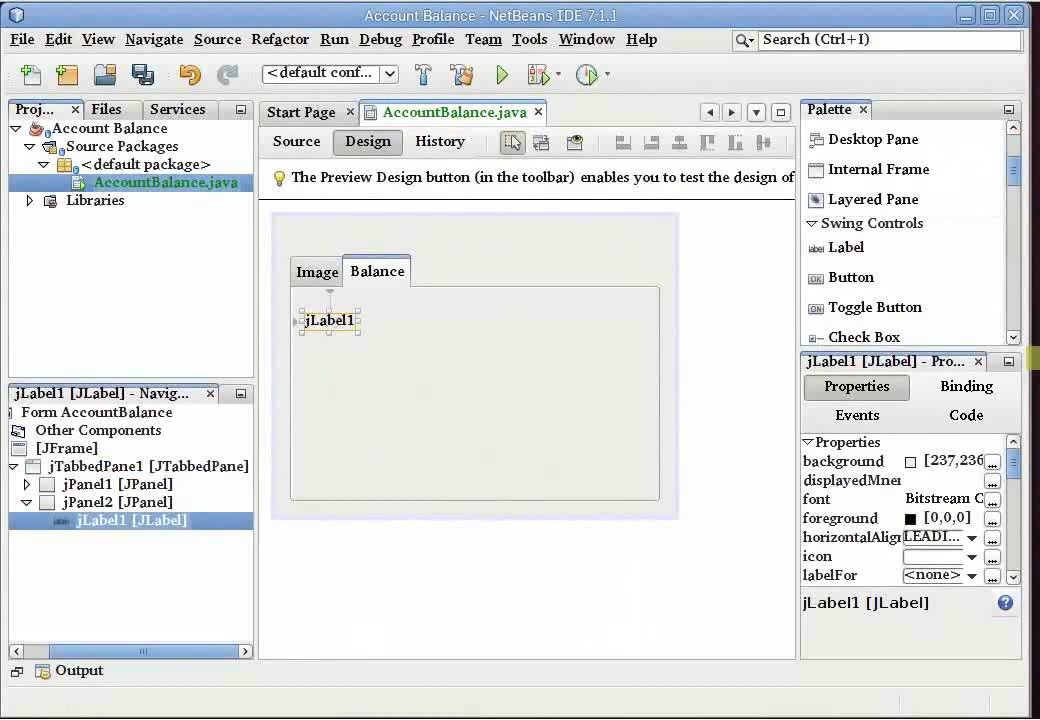 Account Balance - NetBeans IDE 7.1.1
File Edit View Navigate Source Refactor Run Debug Profile Team Tools Window Help
Search (Ctrl+I)
<default conf...
Proj... × Files Services
Account Balance
Source Packages
<default package>
AccountBalance.java
Libraries
Start Page × AccountBalance.java ×
Source Design History
The Preview Design button (in the toolbar) enables you to test the design of
Image Balance
jLabel1
jLabel1 [JLabel] - Navig... ×
Form AccountBalance
Other Components
[JFrame]
jTabbedPane1 [JTabbedPane]
jPanel1 [JPanel]
jPanel2 [JPanel]
jLabel1 [JLabel]
Output
Palette ×
Desktop Pane
Internal Frame
Layered Pane
Swing Controls
label Label
OK Button
ON Toggle Button
Check Box
jLabel1 [JLabel] - Pro... ×
Properties Binding
Events Code
Properties
background [237,236 ...
displayedMner ...
font Bitstream C ...
foreground [0,0,0] ...
horizontalAlign LEADI... ...
icon ...
labelFor <none> ...
jLabel1 [JLabel]